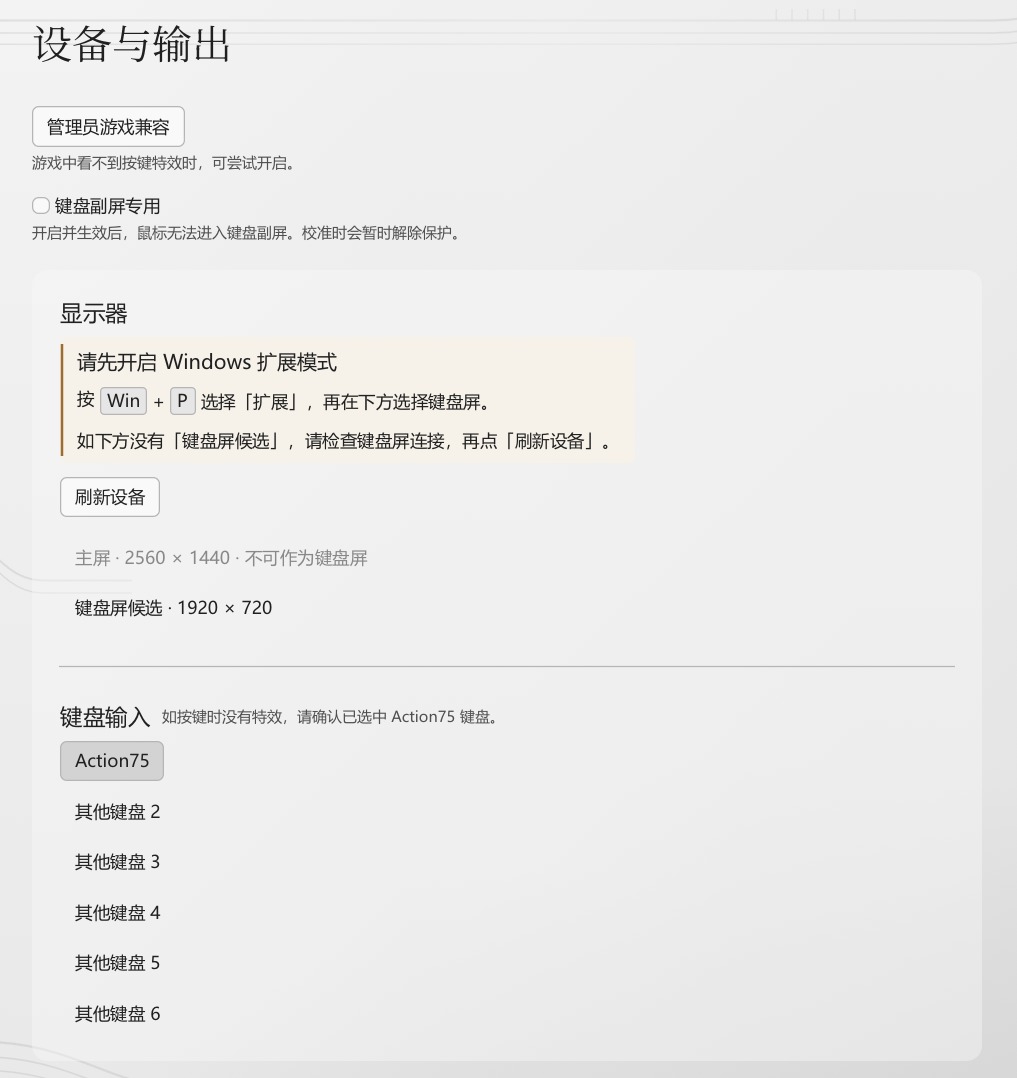 设备与输出
管理员游戏兼容
游戏中看不到按键特效时，可尝试开启。
键盘副屏专用
开启并生效后，鼠标无法进入键盘副屏。校准时会暂时解除保护。
显示器
请先开启 Windows 扩展模式
按 Win + P 选择「扩展」，再在下方选择键盘屏。
如下方没有「键盘屏候选」，请检查键盘屏连接，再点「刷新设备」。
刷新设备
主屏 · 2560 × 1440 · 不可作为键盘屏
键盘屏候选 · 1920 × 720
键盘输入 如按键时没有特效，请确认已选中 Action75 键盘。
Action75
其他键盘 2
其他键盘 3
其他键盘 4
其他键盘 5
其他键盘 6